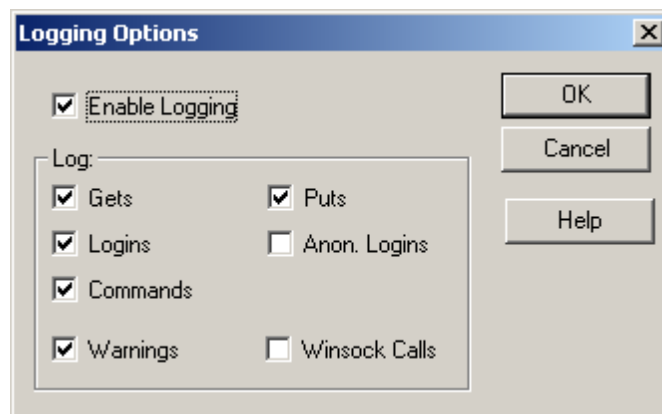 Logging Options
Enable Logging
OK
Cancel
Help
Log:
Gets Puts
Logins Anon. Logins
Commands
Warnings Winsock Calls